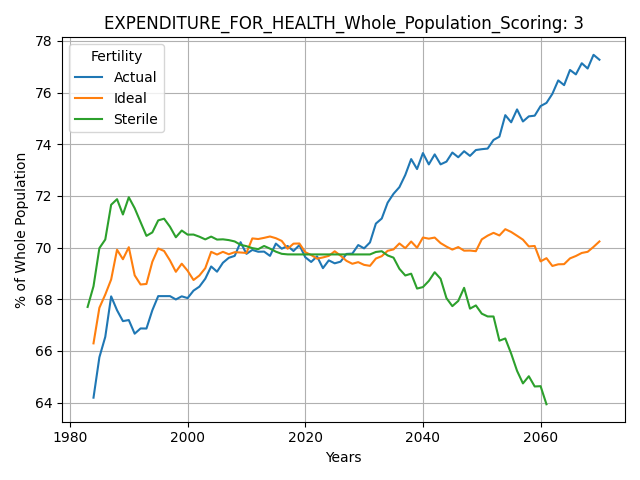 EXPENDITURE_FOR_HEALTH_Whole_Population_Scoring: 3
% of Whole Population
78
76
74
72
70
68
66
64
Fertility
Actual
Ideal
Sterile
1980
2000
2020
2040
2060
Years